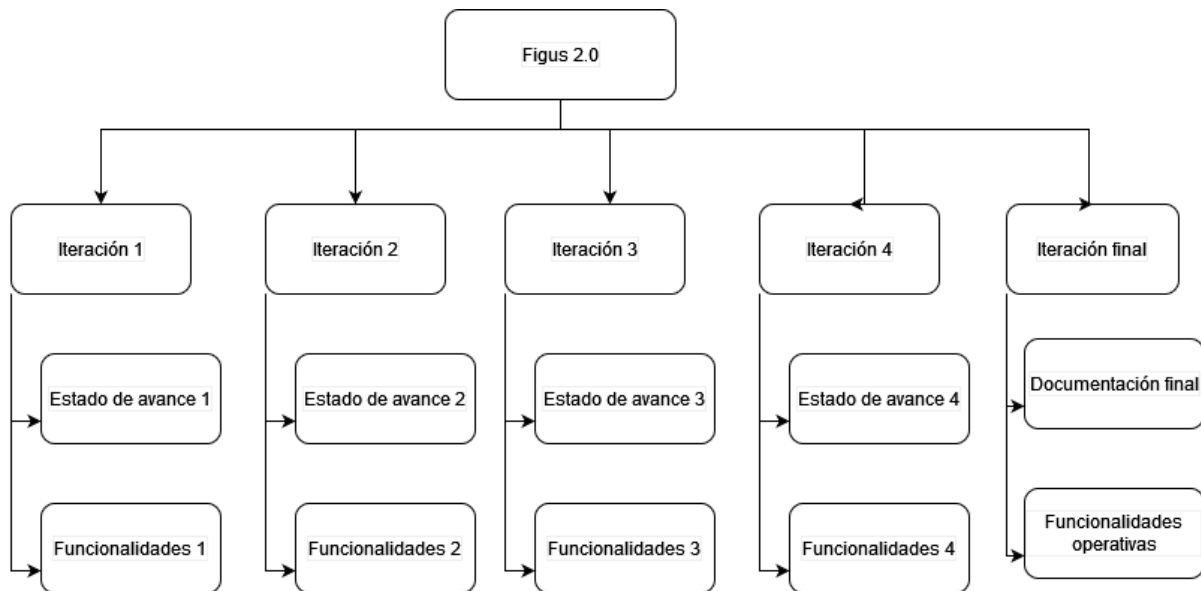 Figus 2.0
Iteración 1
Iteración 2
Iteración 3
Iteración 4
Iteración final
Estado de avance 1
Estado de avance 2
Estado de avance 3
Estado de avance 4
Documentación final
Funcionalidades 1
Funcionalidades 2
Funcionalidades 3
Funcionalidades 4
Funcionalidades
operativas